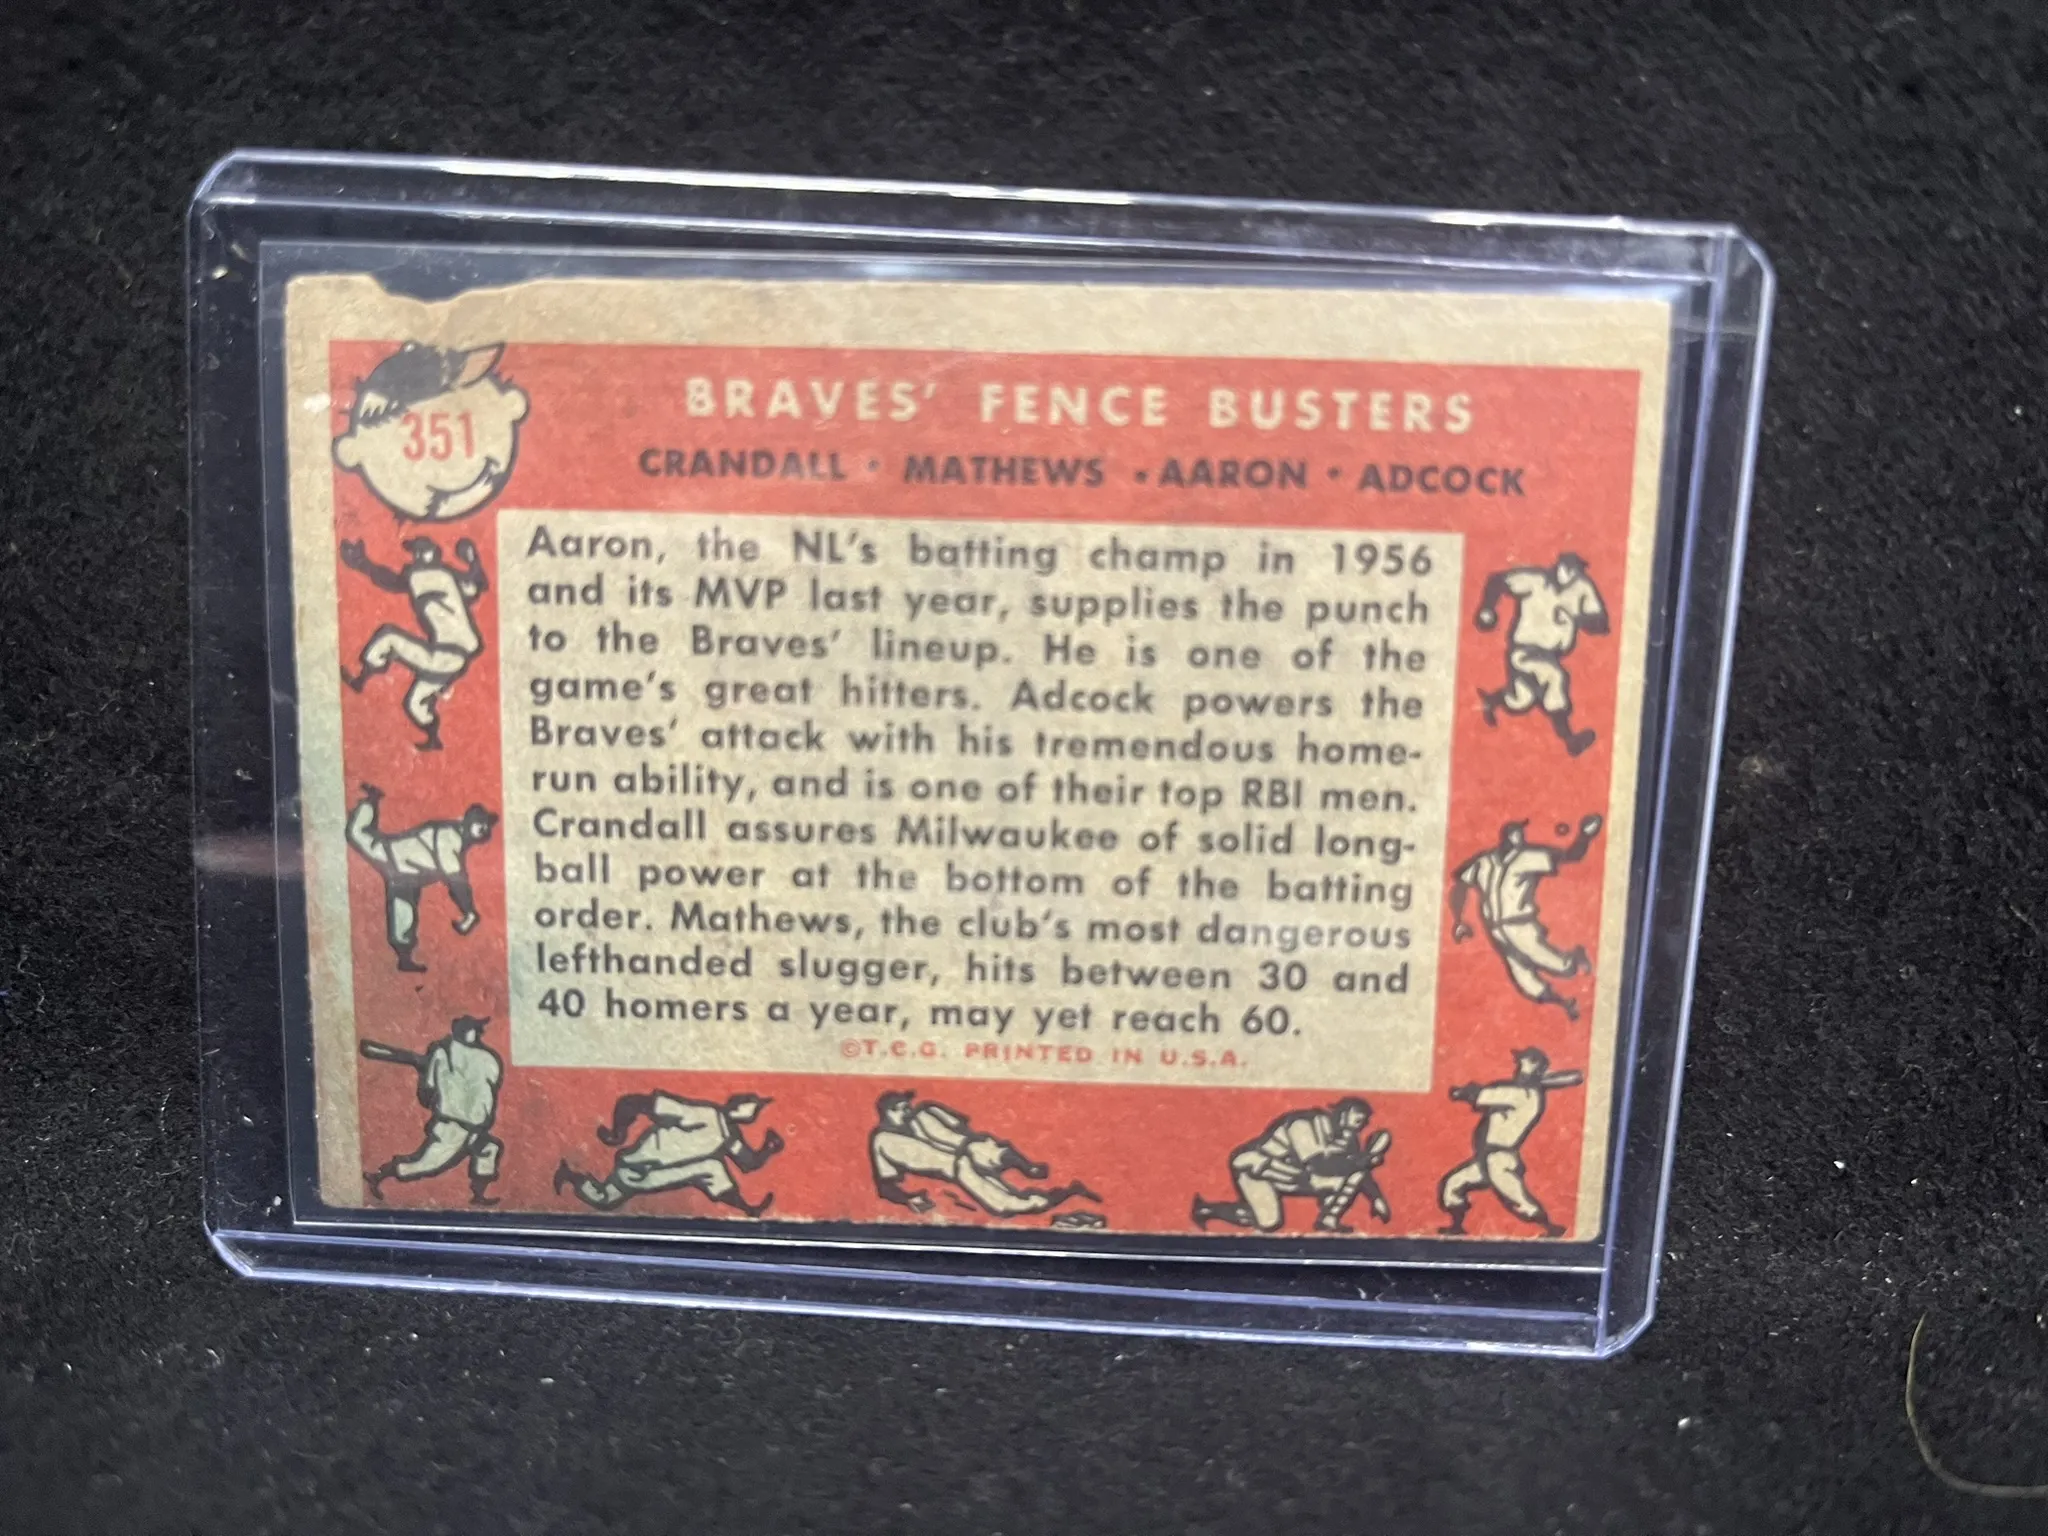 351
BRAVES' FENCE BUSTERS
CRANDALL • MATHEWS • AARON • ADCOCK
Aaron, the NL's batting champ in 1956
and its MVP last year, supplies the punch
to the Braves' lineup. He is one of the
game's great hitters. Adcock powers the
Braves' attack with his tremendous home-
run ability, and is one of their top RBI men.
Crandall assures Milwaukee of solid long-
ball power at the bottom of the batting
order. Mathews, the club's most dangerous
lefthanded slugger, hits between 30 and
40 homers a year, may yet reach 60.
©T.C.G. PRINTED IN U.S.A.